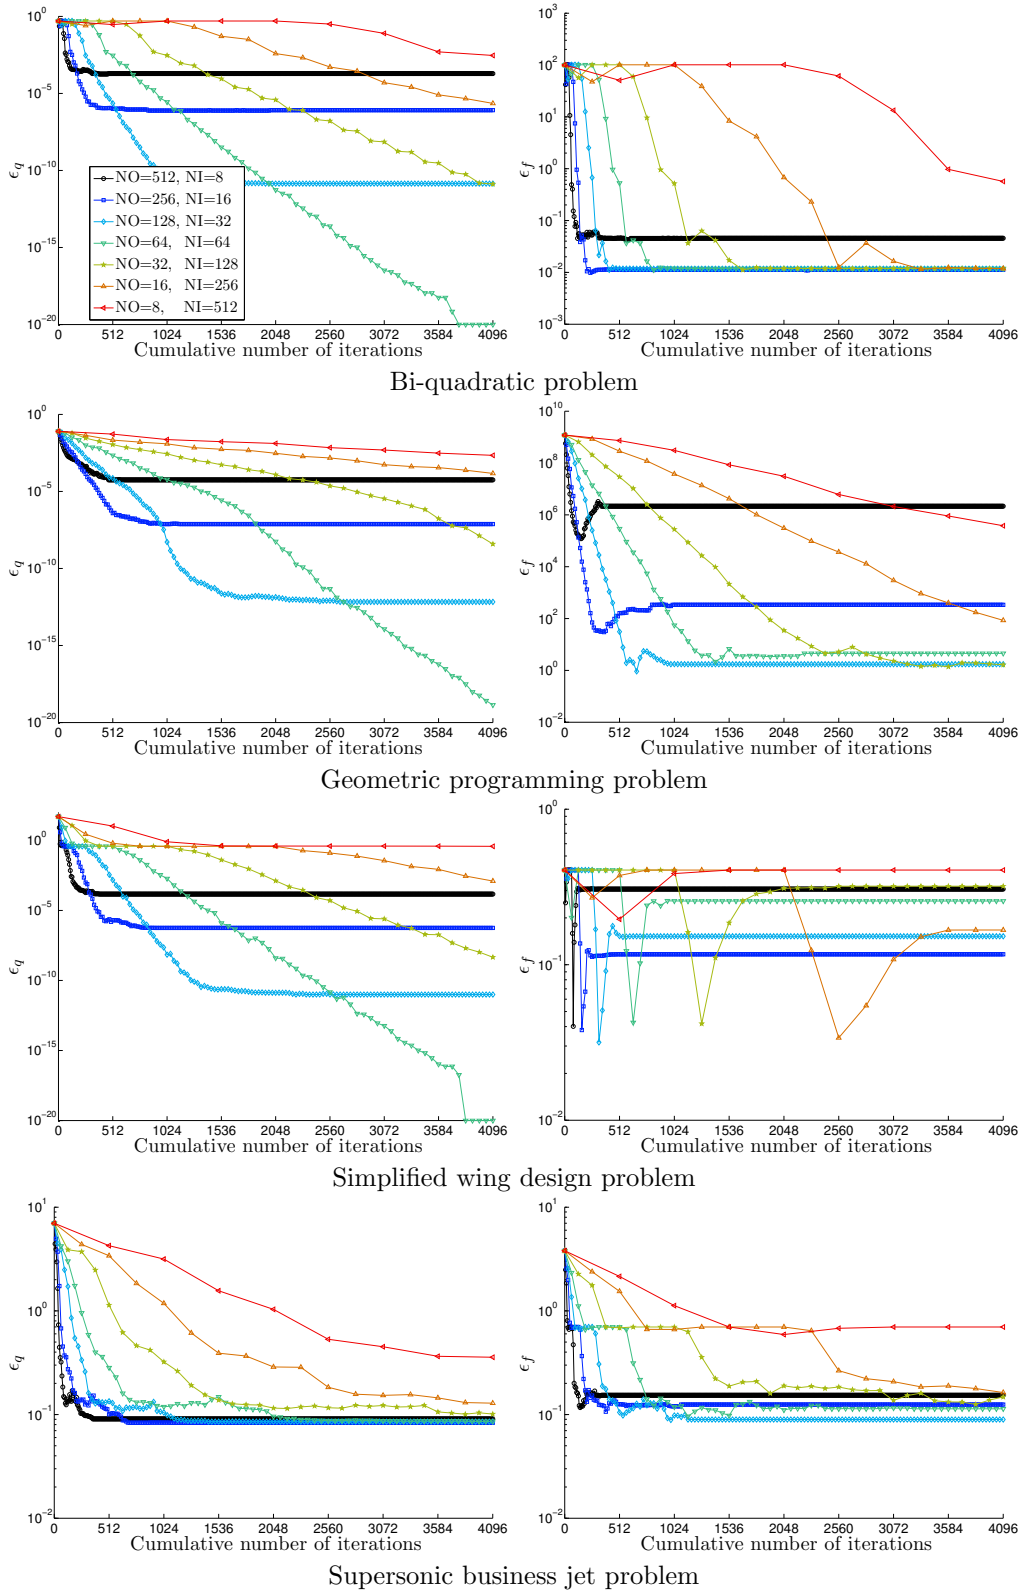 10^0
10^-5
10^-10
10^-15
10^-20
ϵ_q
NO=512, NI=8
NO=256, NI=16
NO=128, NI=32
NO=64, NI=64
NO=32, NI=128
NO=16, NI=256
NO=8, NI=512
0 512 1024 1536 2048 2560 3072 3584 4096
Cumulative number of iterations
10^3
10^2
10^1
10^0
10^-1
10^-2
10^-3
ϵ_f
0 512 1024 1536 2048 2560 3072 3584 4096
Cumulative number of iterations
Bi-quadratic problem
10^0
10^-5
10^-10
10^-15
10^-20
ϵ_q
0 512 1024 1536 2048 2560 3072 3584 4096
Cumulative number of iterations
10^10
10^8
10^6
10^4
10^2
10^0
10^-2
ϵ_f
0 512 1024 1536 2048 2560 3072 3584 4096
Cumulative number of iterations
Geometric programming problem
10^0
10^-5
10^-10
10^-15
10^-20
ϵ_q
0 512 1024 1536 2048 2560 3072 3584 4096
Cumulative number of iterations
10^0
10^-1
10^-2
ϵ_f
0 512 1024 1536 2048 2560 3072 3584 4096
Cumulative number of iterations
Simplified wing design problem
10^1
10^0
10^-1
10^-2
ϵ_q
0 512 1024 1536 2048 2560 3072 3584 4096
Cumulative number of iterations
10^1
10^0
10^-1
10^-2
ϵ_f
0 512 1024 1536 2048 2560 3072 3584 4096
Cumulative number of iterations
Supersonic business jet problem